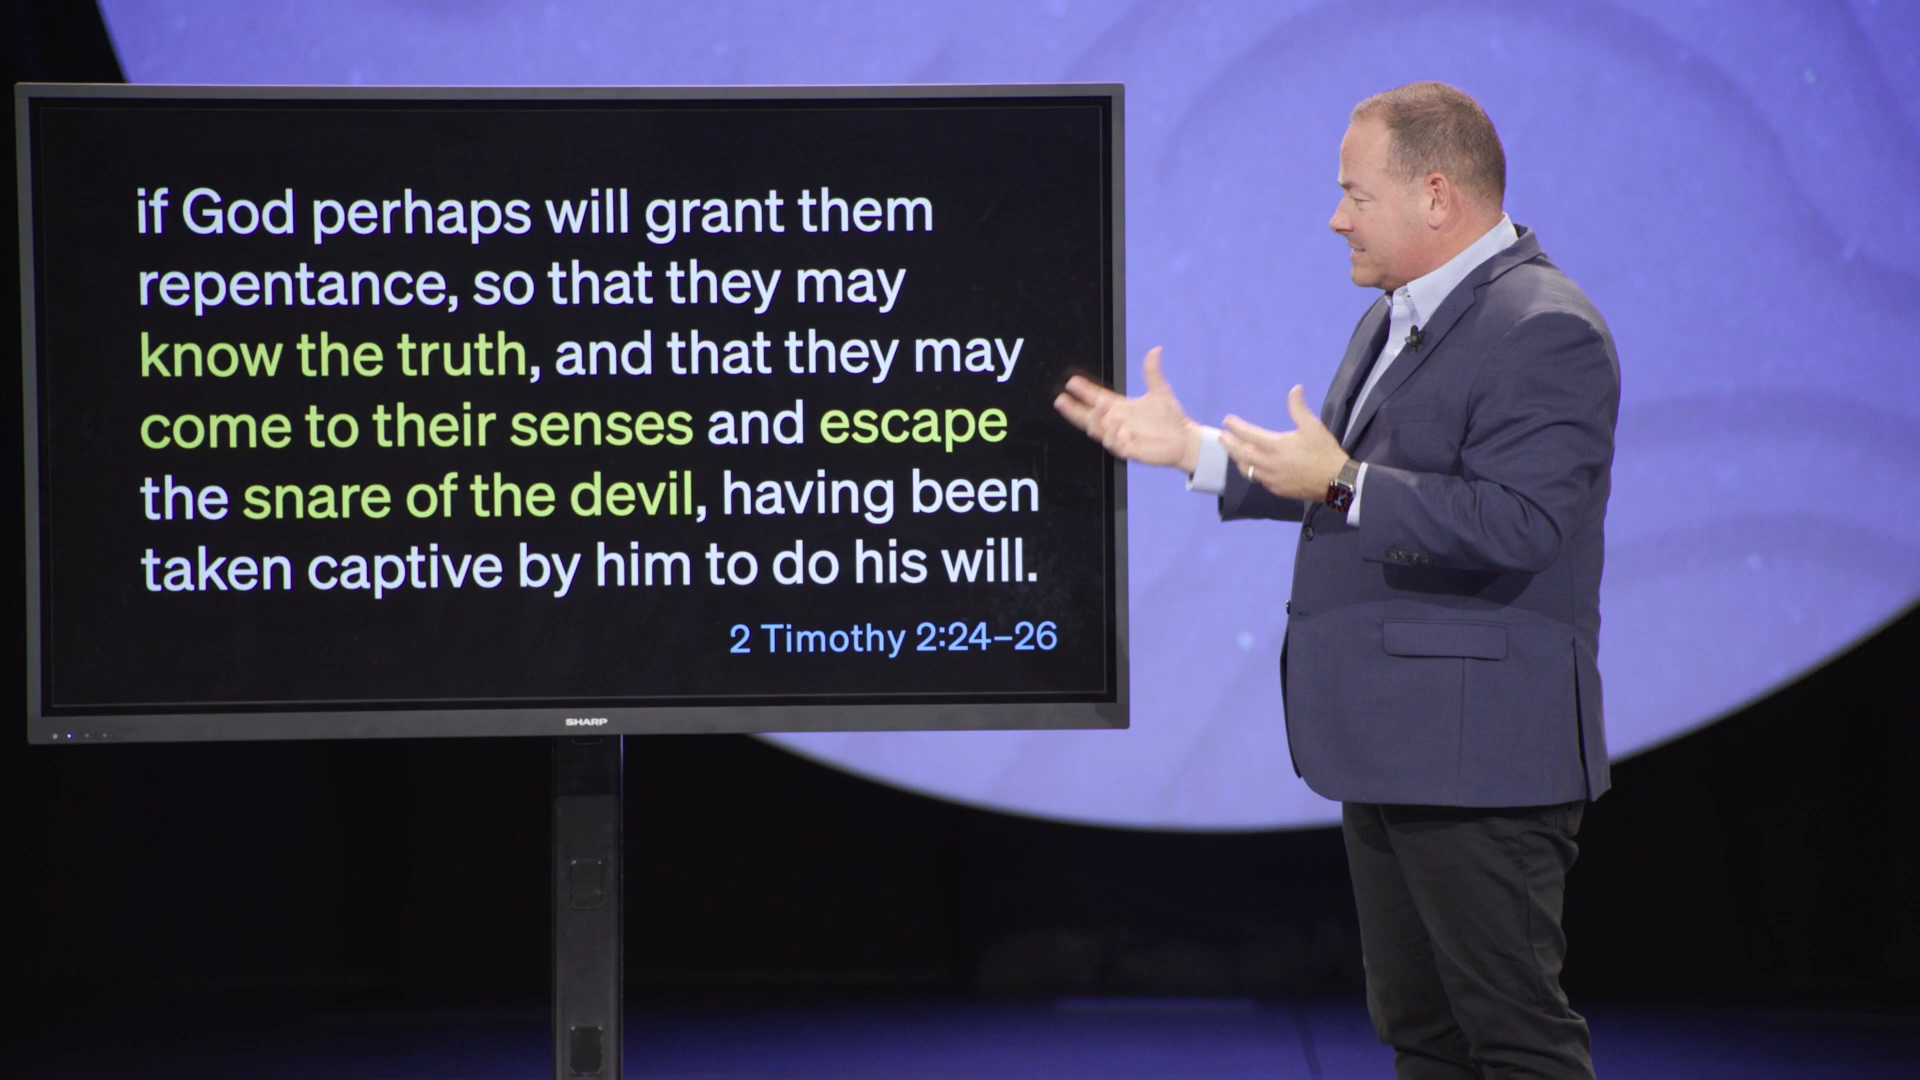 if God perhaps will grant them
repentance, so that they may
know the truth, and that they may
come to their senses and escape
the snare of the devil, having been
taken captive by him to do his will.
2 Timothy 2:24–26
SHARP